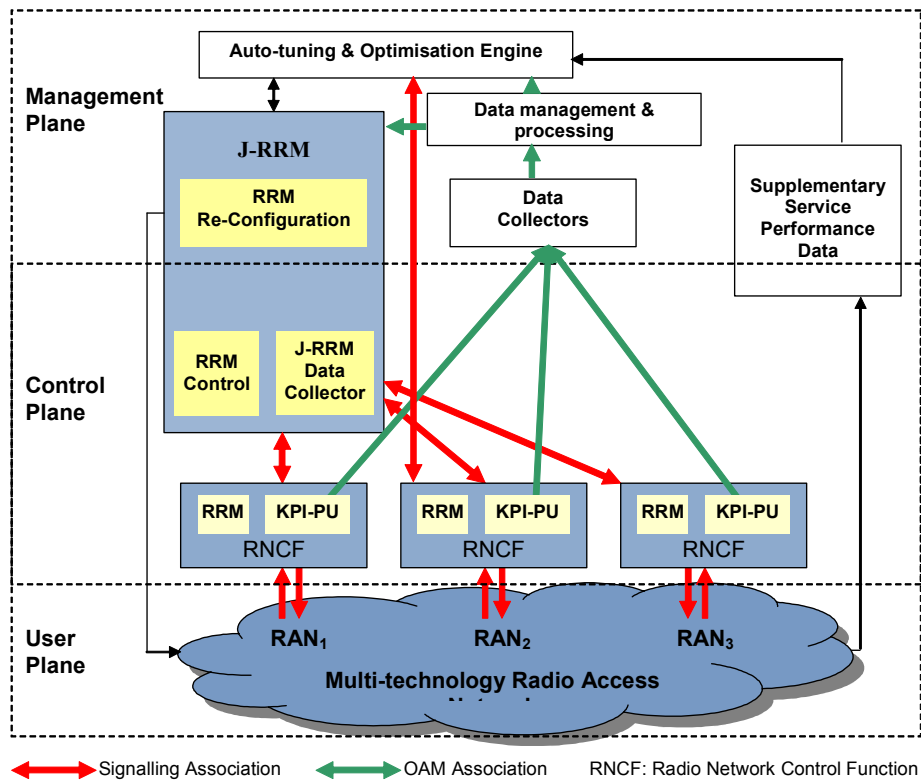 Auto-tuning & Optimisation Engine
Management
Plane
Data management &
processing
J-RRM
RRM
Re-Configuration
Data
Collectors
Supplementary
Service
Performance
Data
Control
Plane
RRM
Control
J-RRM
Data
Collector
RRM
KPI-PU
RNCF
RRM
KPI-PU
RNCF
RRM
KPI-PU
RNCF
User
Plane
RAN1
RAN2
RAN3
Multi-technology Radio Access
Signalling Association
OAM Association
RNCF: Radio Network Control Function